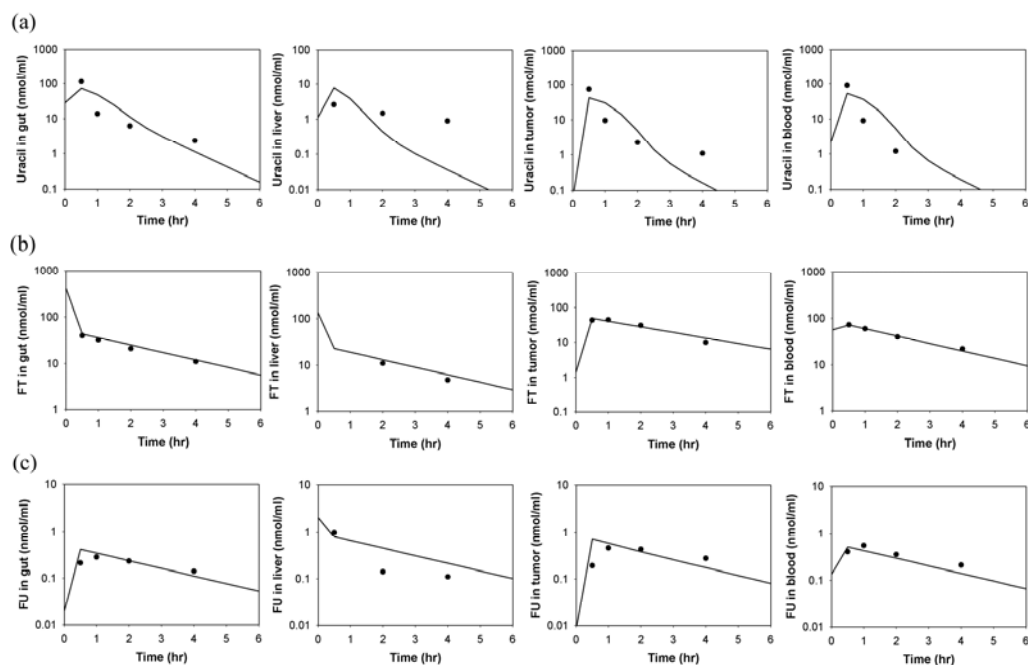 (a)
Uracil in gut (nmol/ml)
1000
100
10
1
0.1
0 1 2 3 4 5 6
Time (hr)
Uracil in liver (nmol/ml)
100
10
1
0.1
0.01
0 1 2 3 4 5 6
Time (hr)
Uracil in tumor (nmol/ml)
1000
100
10
1
0.1
0 1 2 3 4 5 6
Time (hr)
Uracil in blood (nmol/ml)
1000
100
10
1
0.1
0 1 2 3 4 5 6
Time (hr)
(b)
FT in gut (nmol/ml)
1000
100
10
1
0 1 2 3 4 5 6
Time (hr)
FT in liver (nmol/ml)
1000
100
10
1
0 1 2 3 4 5 6
Time (hr)
FT in tumor (nmol/ml)
1000
100
10
1
0.1
0 1 2 3 4 5 6
Time (hr)
FT in blood (nmol/ml)
1000
100
10
1
0 1 2 3 4 5 6
Time (hr)
(c)
FU in gut (nmol/ml)
10
1
0.1
0.01
0 1 2 3 4 5 6
Time (hr)
FU in liver (nmol/ml)
10
1
0.1
0.01
0 1 2 3 4 5 6
Time (hr)
FU in tumor (nmol/ml)
10
1
0.1
0.01
0 1 2 3 4 5 6
Time (hr)
FU in blood (nmol/ml)
10
1
0.1
0.01
0 1 2 3 4 5 6
Time (hr)